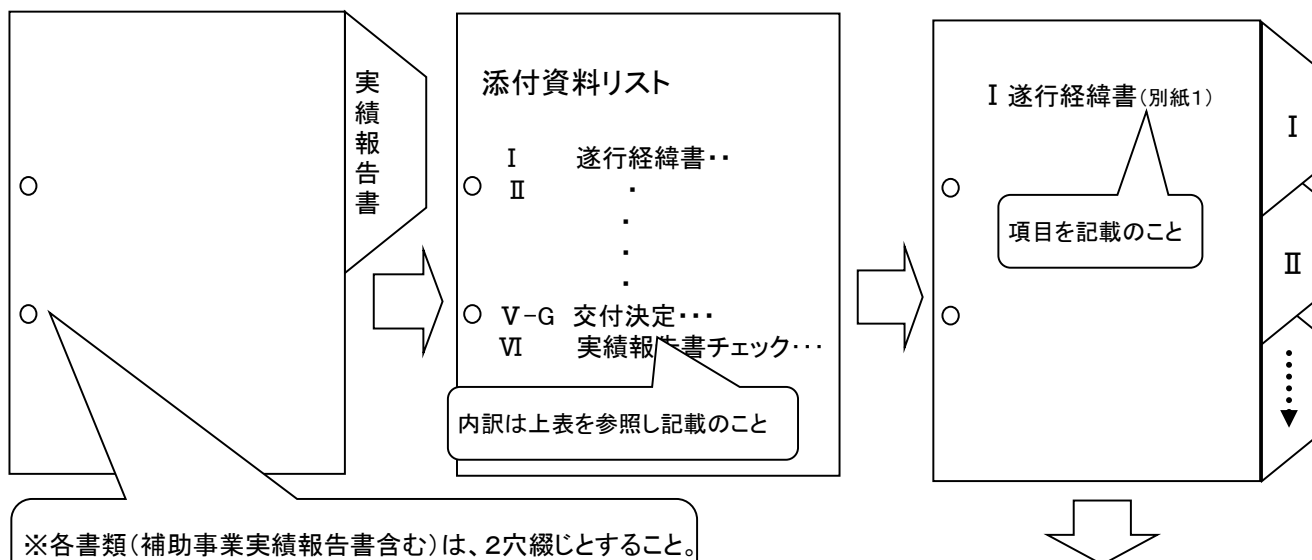 実績報告書
添付資料リスト
Ⅰ 遂行経緯書・・
Ⅱ ・
・
・
・
Ⅴ-G 交付決定・・・
Ⅵ 実績報告書チェック・・・
内訳は上表を参照し記載のこと
Ⅰ 遂行経緯書(別紙1)
項目を記載のこと
Ⅰ
Ⅱ
※各書類(補助事業実績報告書含む)は、2穴綴じとすること。